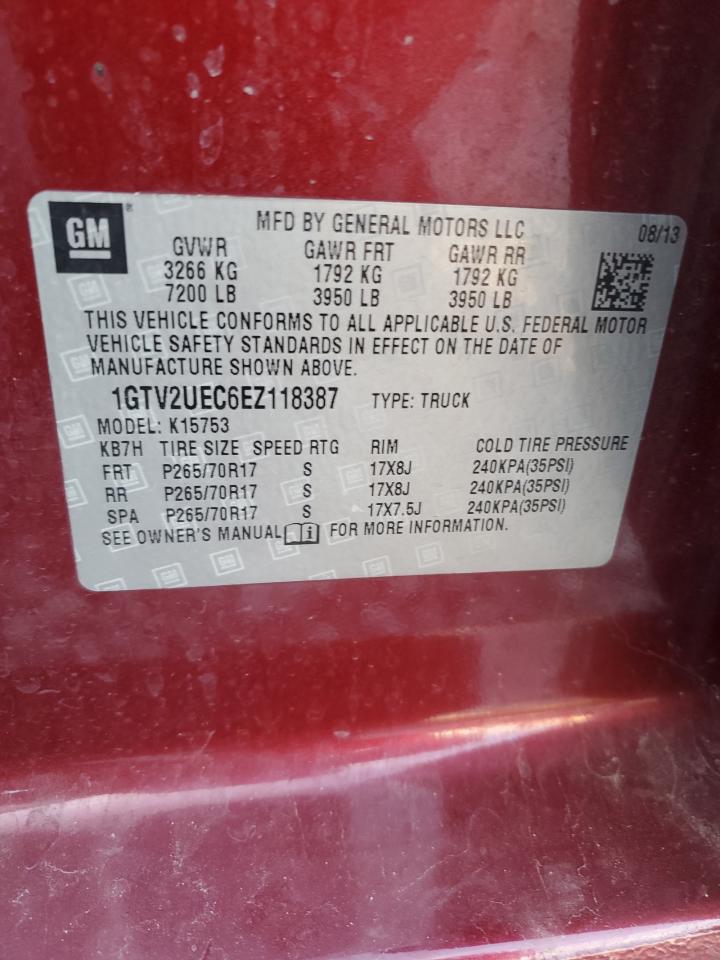 GM ® MFD BY GENERAL MOTORS LLC 08/13
GVWR GAWR FRT GAWR RR
3266 KG 1792 KG 1792 KG
7200 LB 3950 LB 3950 LB
THIS VEHICLE CONFORMS TO ALL APPLICABLE U.S. FEDERAL MOTOR
VEHICLE SAFETY STANDARDS IN EFFECT ON THE DATE OF
MANUFACTURE SHOWN ABOVE.
1GTV2UEC6EZ118387 TYPE: TRUCK
MODEL: K15753
KB7H TIRE SIZE SPEED RTG RIM COLD TIRE PRESSURE
FRT P265/70R17 S 17X8J 240KPA(35PSI)
RR P265/70R17 S 17X8J 240KPA(35PSI)
SPA P265/70R17 S 17X7.5J 240KPA(35PSI)
SEE OWNER'S MANUAL i FOR MORE INFORMATION.